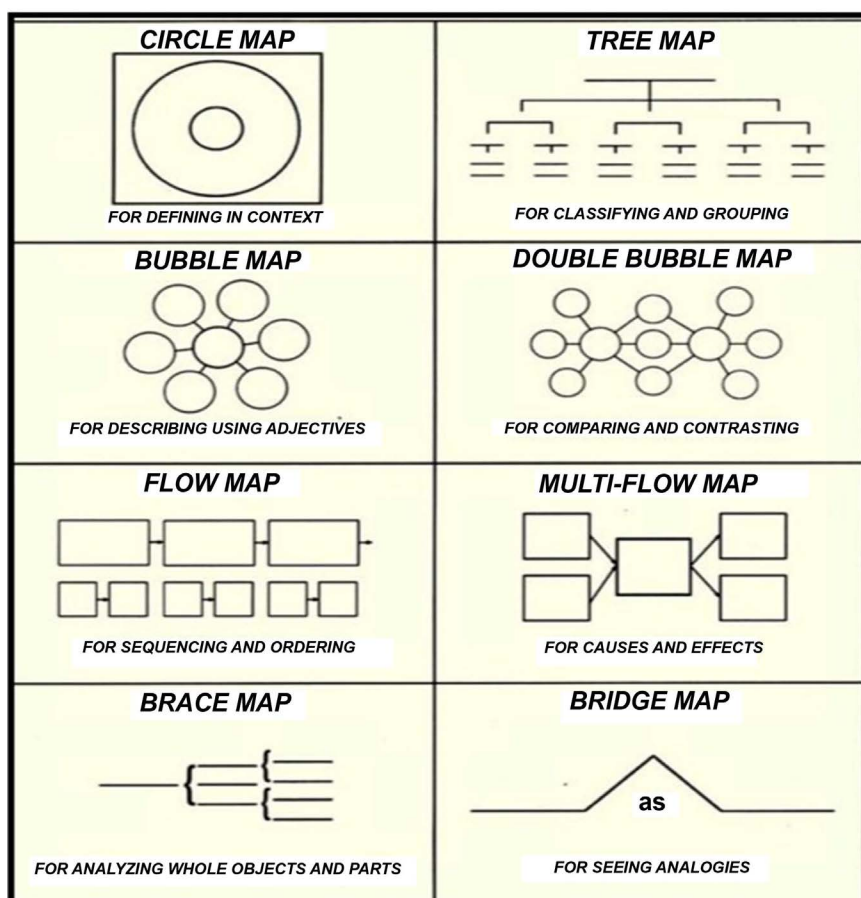 CIRCLE MAP
FOR DEFINING IN CONTEXT
TREE MAP
FOR CLASSIFYING AND GROUPING
BUBBLE MAP
FOR DESCRIBING USING ADJECTIVES
DOUBLE BUBBLE MAP
FOR COMPARING AND CONTRASTING
FLOW MAP
FOR SEQUENCING AND ORDERING
MULTI-FLOW MAP
FOR CAUSES AND EFFECTS
BRACE MAP
FOR ANALYZING WHOLE OBJECTS AND PARTS
BRIDGE MAP
as
FOR SEEING ANALOGIES